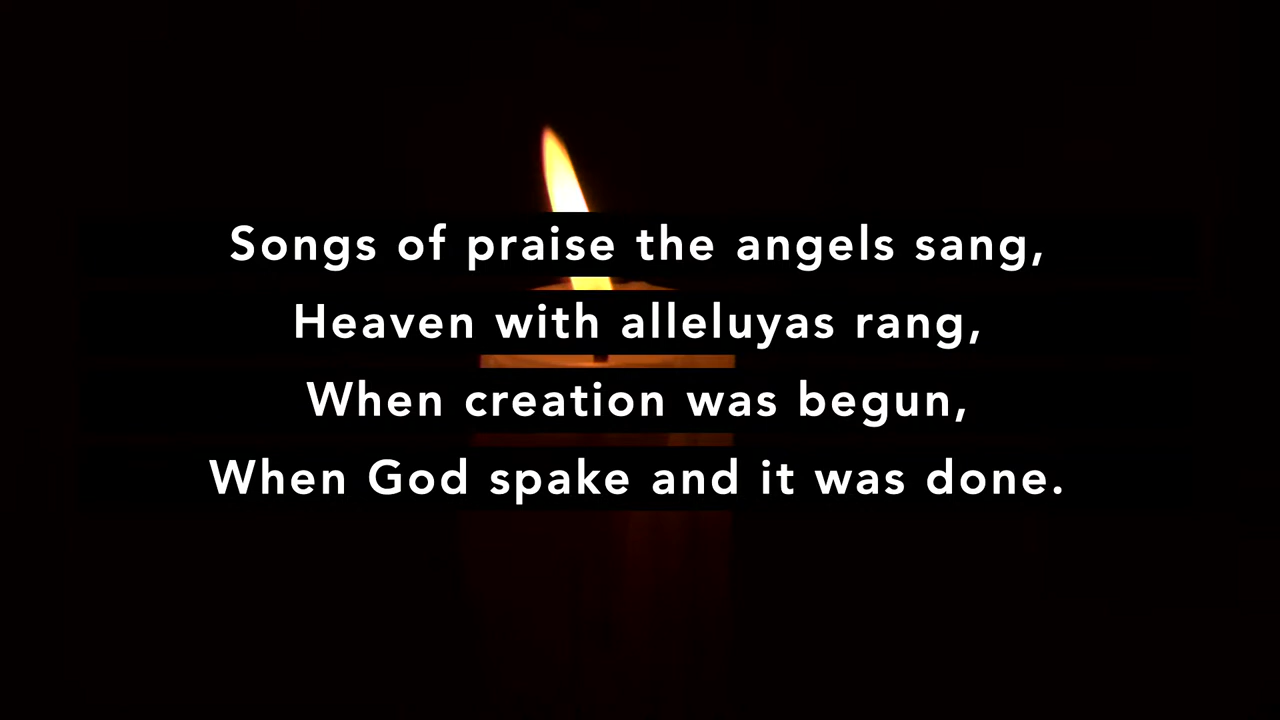 Songs of praise the angels sang,
Heaven with alleluyas rang,
When creation was begun,
When God spake and it was done.